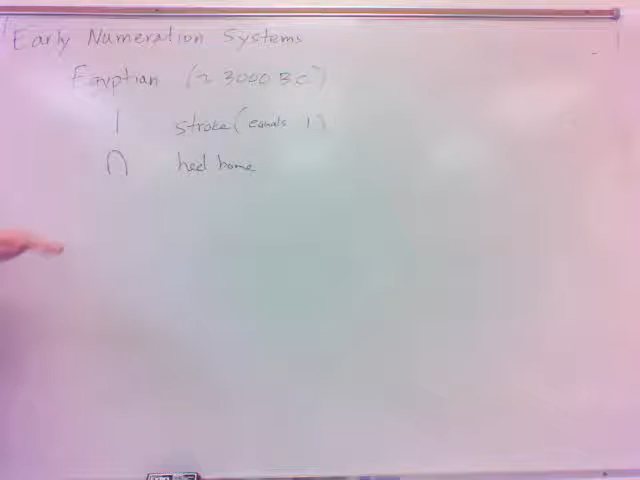 Early Numeration Systems
Egyptian (~ 3000 BC)
| stroke (equals 1)
∩ heel bone